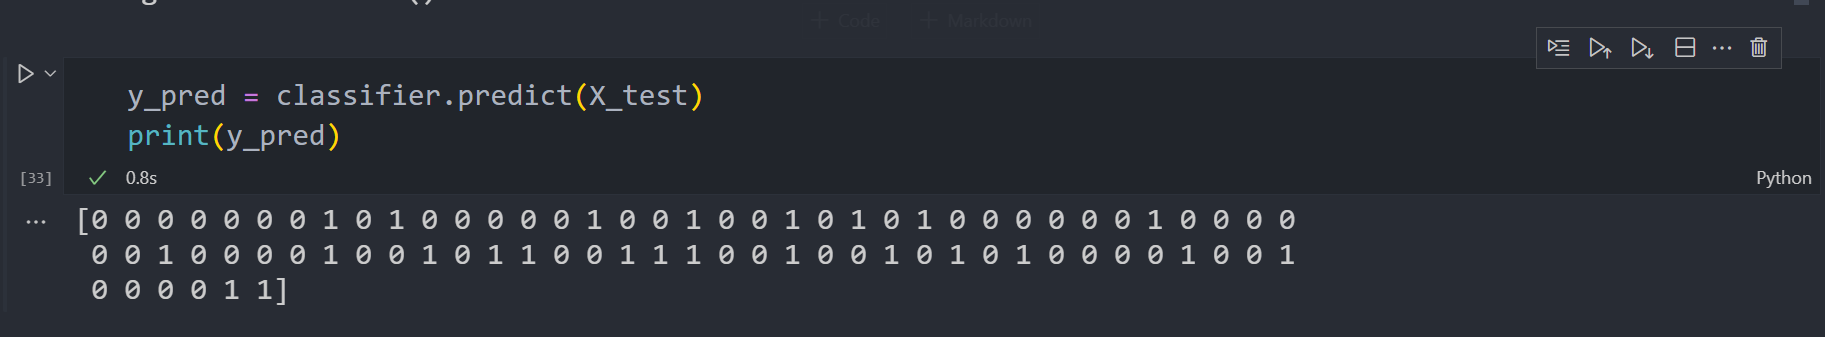 ()
+ Code + Markdown
y_pred = classifier.predict(X_test)
print(y_pred)
[33] 0.8s Python
[0 0 0 0 0 0 0 1 0 1 0 0 0 0 0 1 0 0 1 0 0 1 0 1 0 1 0 0 0 0 0 0 1 0 0 0 0
0 0 1 0 0 0 0 1 0 0 1 0 1 1 0 0 1 1 1 0 0 1 0 0 1 0 1 0 1 0 0 0 0 1 0 0 1
0 0 0 0 1 1]